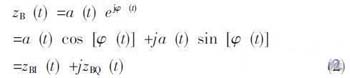 z_B (t) =a (t) e^{jφ (t)}
=a (t) cos [φ (t)] +ja (t) sin [φ (t)]
=z_{BI} (t) +jz_{BQ} (t) (2)